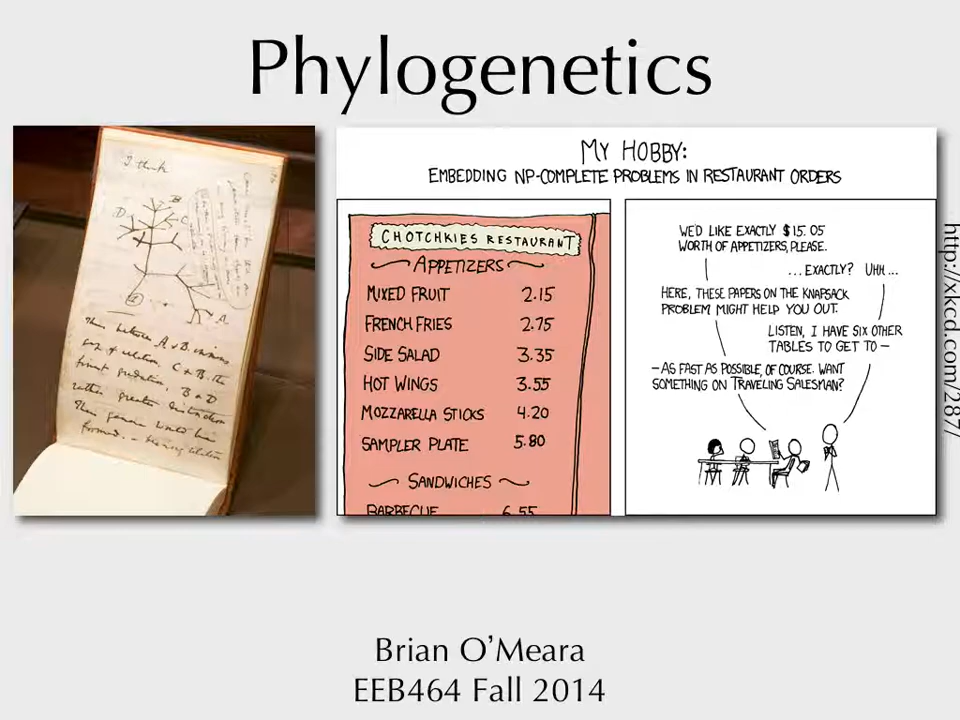 Phylogenetics
I think
D
B
C
A
MY HOBBY:
EMBEDDING NP-COMPLETE PROBLEMS IN RESTAURANT ORDERS
CHOTCHKIES RESTAURANT
APPETIZERS
MIXED FRUIT 2.15
FRENCH FRIES 2.75
SIDE SALAD 3.35
HOT WINGS 3.55
MOZZARELLA STICKS 4.20
SAMPLER PLATE 5.80
SANDWICHES
BARBECUE 6.55
WE'D LIKE EXACTLY $15.05
WORTH OF APPETIZERS, PLEASE.
...EXACTLY? UHH...
HERE, THESE PAPERS ON THE KNAPSACK
PROBLEM MIGHT HELP YOU OUT.
LISTEN, I HAVE SIX OTHER
TABLES TO GET TO—
—AS FAST AS POSSIBLE, OF COURSE. WANT
SOMETHING ON TRAVELING SALESMAN?
http://xkcd.com/287/
Brian O’Meara
EEB464 Fall 2014